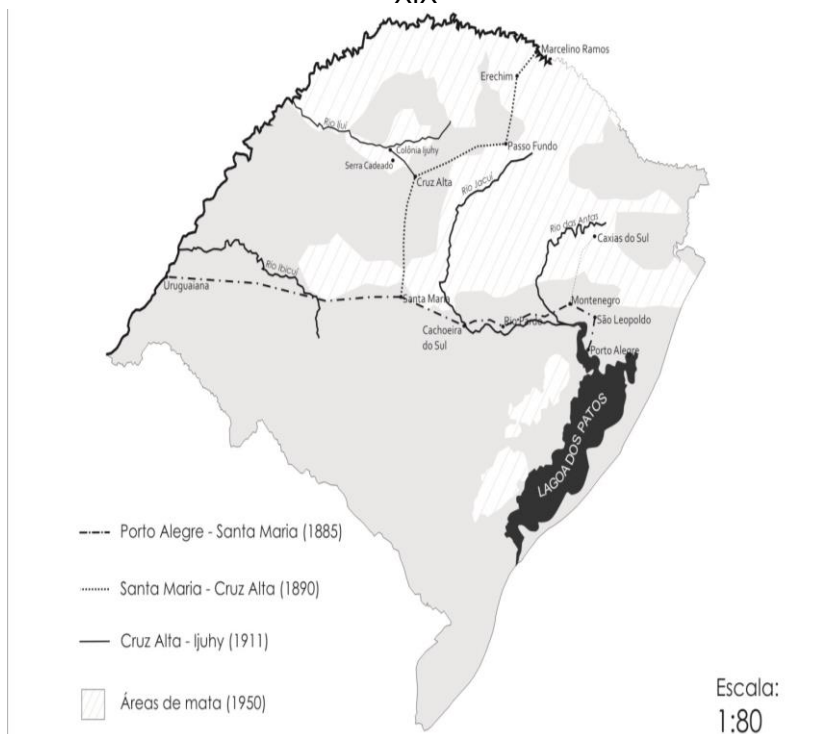 XIX
Marcelino Ramos
Erechim
Rio Ijuí
Colônia Ijuhy
Passo Fundo
Serra Cadeado
Cruz Alta
Rio Jacuí
Rio das Antas
Caxias do Sul
Rio Ibicuí
Uruguaiana
Santa Maria
Montenegro
Cachoeira
do Sul
Rio Pardo
São Leopoldo
Porto Alegre
LAGOA DOS PATOS
Porto Alegre - Santa Maria (1885)
Santa Maria - Cruz Alta (1890)
Cruz Alta - Ijuhy (1911)
Áreas de mata (1950)
Escala:
1:80